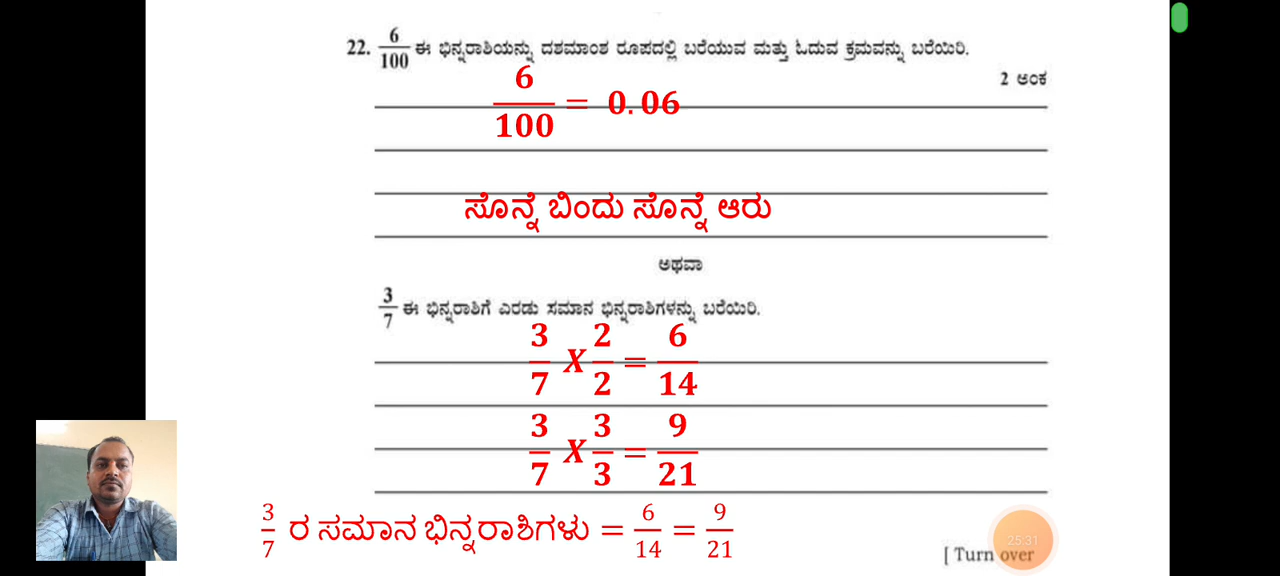 22. 6/100 ಈ ಭಿನ್ನರಾಶಿಯನ್ನು ದಶಮಾಂಶ ರೂಪದಲ್ಲಿ ಬರೆಯುವ ಮತ್ತು ಓದುವ ಕ್ರಮವನ್ನು ಬರೆಯಿರಿ.
2 ಅಂಕ
6/100 = 0.06
ಸೊನ್ನೆ ಬಿಂದು ಸೊನ್ನೆ ಆರು
ಅಥವಾ
3/7 ಈ ಭಿನ್ನರಾಶಿಗೆ ಎರಡು ಸಮಾನ ಭಿನ್ನರಾಶಿಗಳನ್ನು ಬರೆಯಿರಿ.
3/7 X 2/2 = 6/14
3/7 X 3/3 = 9/21
3/7 ರ ಸಮಾನ ಭಿನ್ನರಾಶಿಗಳು = 6/14 = 9/21
25:31
[ Turn over